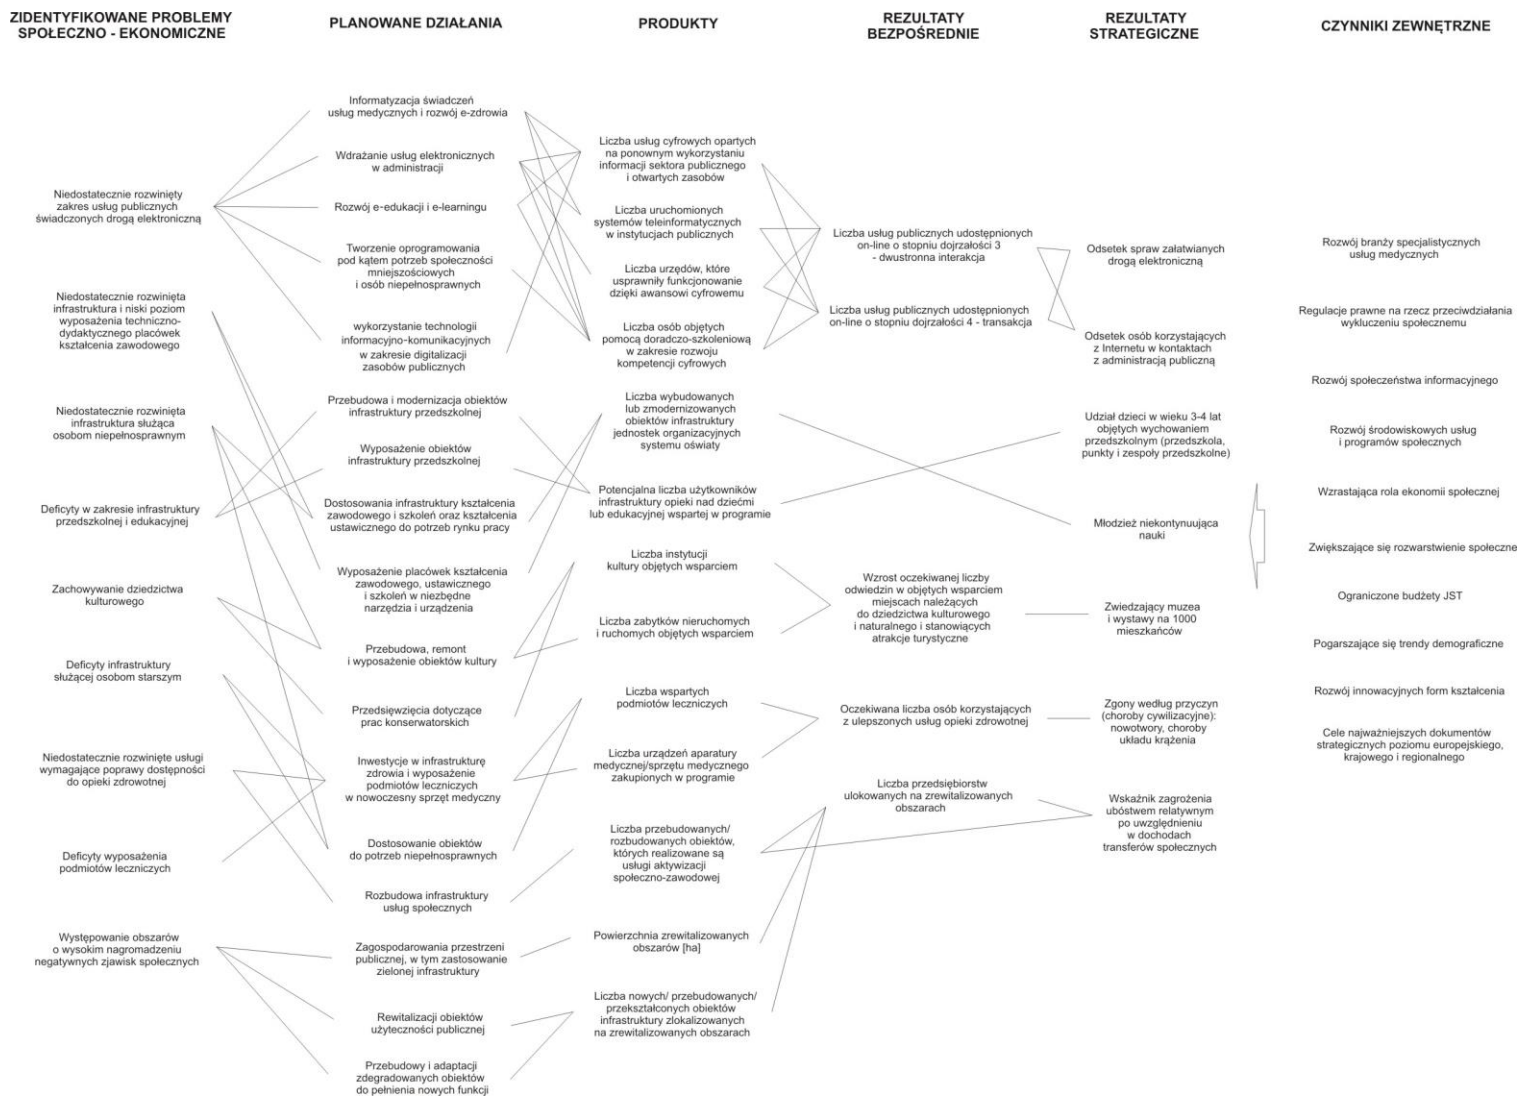 ZIDENTYFIKOWANE PROBLEMY
SPOŁECZNO - EKONOMICZNE
Niedostatecznie rozwinięty
zakres usług publicznych
świadczonych drogą elektroniczną
Niedostatecznie rozwinięta
infrastruktura i niski poziom
wyposażenia techniczno-
dydaktycznego placówek
kształcenia zawodowego
Niedostatecznie rozwinięta
infrastruktura służąca
osobom niepełnosprawnym
Deficyty w zakresie infrastruktury
przedszkolnej i edukacyjnej
Zachowywanie dziedzictwa
kulturowego
Deficyty infrastruktury
służącej osobom starszym
Niedostatecznie rozwinięte usługi
wymagające poprawy dostępności
do opieki zdrowotnej
Deficyty wyposażenia
podmiotów leczniczych
Występowanie obszarów
o wysokim nagromadzeniu
negatywnych zjawisk społecznych
PLANOWANE DZIAŁANIA
Informatyzacja świadczeń
usług medycznych i rozwój e-zdrowia
Wdrażanie usług elektronicznych
w administracji
Rozwój e-edukacji i e-learningu
Tworzenie oprogramowania
pod kątem potrzeb społeczności
mniejszościowych
i osób niepełnosprawnych
wykorzystanie technologii
informacyjno-komunikacyjnych
w zakresie digitalizacji
zasobów publicznych
Przebudowa i modernizacja obiektów
infrastruktury przedszkolnej
Wyposażenie obiektów
infrastruktury przedszkolnej
Dostosowania infrastruktury kształcenia
zawodowego i szkoleń oraz kształcenia
ustawicznego do potrzeb rynku pracy
Wyposażenie placówek kształcenia
zawodowego, ustawicznego
i szkoleń w niezbędne
narzędzia i urządzenia
Przebudowa, remont
i wyposażenie obiektów kultury
Przedsięwzięcia dotyczące
prac konserwatorskich
Inwestycje w infrastrukturę
zdrowia i wyposażenie
podmiotów leczniczych
w nowoczesny sprzęt medyczny
Dostosowanie obiektów
do potrzeb niepełnosprawnych
Rozbudowa infrastruktury
usług społecznych
Zagospodarowania przestrzeni
publicznej, w tym zastosowanie
zielonej infrastruktury
Rewitalizacji obiektów
użyteczności publicznej
Przebudowy i adaptacji
zdegradowanych obiektów
do pełnienia nowych funkcji
PRODUKTY
Liczba usług cyfrowych opartych
na ponownym wykorzystaniu
informacji sektora publicznego
i otwartych zasobów
Liczba uruchomionych
systemów teleinformatycznych
w instytucjach publicznych
Liczba urzędów, które
usprawniły funkcjonowanie
dzięki awansowi cyfrowemu
Liczba osób objętych
pomocą doradczo-szkoleniową
w zakresie rozwoju
kompetencji cyfrowych
Liczba wybudowanych
lub zmodernizowanych
obiektów infrastruktury
jednostek organizacyjnych
systemu oświaty
Potencjalna liczba użytkowników
infrastruktury opieki nad dziećmi
lub edukacyjnej wspartej w programie
Liczba instytucji
kultury objętych wsparciem
Liczba zabytków nieruchomych
i ruchomych objętych wsparciem
Liczba wspartych
podmiotów leczniczych
Liczba urządzeń aparatury
medycznej/sprzętu medycznego
zakupionych w programie
Liczba przebudowanych/
rozbudowanych obiektów,
których realizowane są
usługi aktywizacji
społeczno-zawodowej
Powierzchnia zrewitalizowanych
obszarów [ha]
Liczba nowych/ przebudowanych/
przekształconych obiektów
infrastruktury zlokalizowanych
na zrewitalizowanych obszarach
REZULTATY
BEZPOŚREDNIE
Liczba usług publicznych udostępnionych
on-line o stopniu dojrzałości 3
- dwustronna interakcja
Liczba usług publicznych udostępnionych
on-line o stopniu dojrzałości 4 - transakcja
Wzrost oczekiwanej liczby
odwiedzin w objętych wsparciem
miejscach należących
do dziedzictwa kulturowego
i naturalnego i stanowiących
atrakcje turystyczne
Oczekiwana liczba osób korzystających
z ulepszonych usług opieki zdrowotnej
Liczba przedsiębiorstw
ulokowanych na zrewitalizowanych
obszarach
REZULTATY
STRATEGICZNE
Odsetek spraw załatwianych
drogą elektroniczną
Odsetek osób korzystających
z Internetu w kontaktach
z administracją publiczną
Udział dzieci w wieku 3-4 lat
objętych wychowaniem
przedszkolnym (przedszkola,
punkty i zespoły przedszkolne)
Młodzież niekontynuująca
nauki
Zwiedzający muzea
i wystawy na 1000
mieszkańców
Zgony według przyczyn
(choroby cywilizacyjne):
nowotwory, choroby
układu krążenia
Wskaźnik zagrożenia
ubóstwem relatywnym
po uwzględnieniu
w dochodach
transferów społecznych
CZYNNIKI ZEWNĘTRZNE
Rozwój branży specjalistycznych
usług medycznych
Regulacje prawne na rzecz przeciwdziałania
wykluczeniu społecznemu
Rozwój społeczeństwa informacyjnego
Rozwój środowiskowych usług
i programów społecznych
Wzrastająca rola ekonomii społecznej
Zwiększające się rozwarstwienie społeczne
Ograniczone budżety JST
Pogarszające się trendy demograficzne
Rozwój innowacyjnych form kształcenia
Cele najważniejszych dokumentów
strategicznych poziomu europejskiego,
krajowego i regionalnego